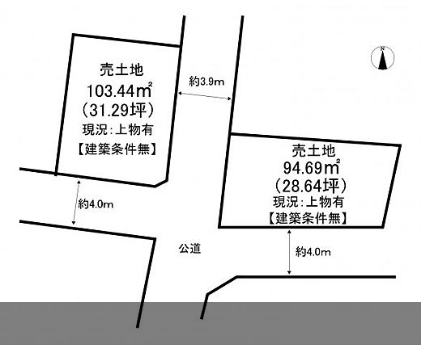 売土地
103.44㎡
（31.29坪）
現況：上物有
【建築条件無】
約3.9ｍ
売土地
94.69㎡
（28.64坪）
現況：上物有
【建築条件無】
約4.0ｍ
公道
約4.0ｍ